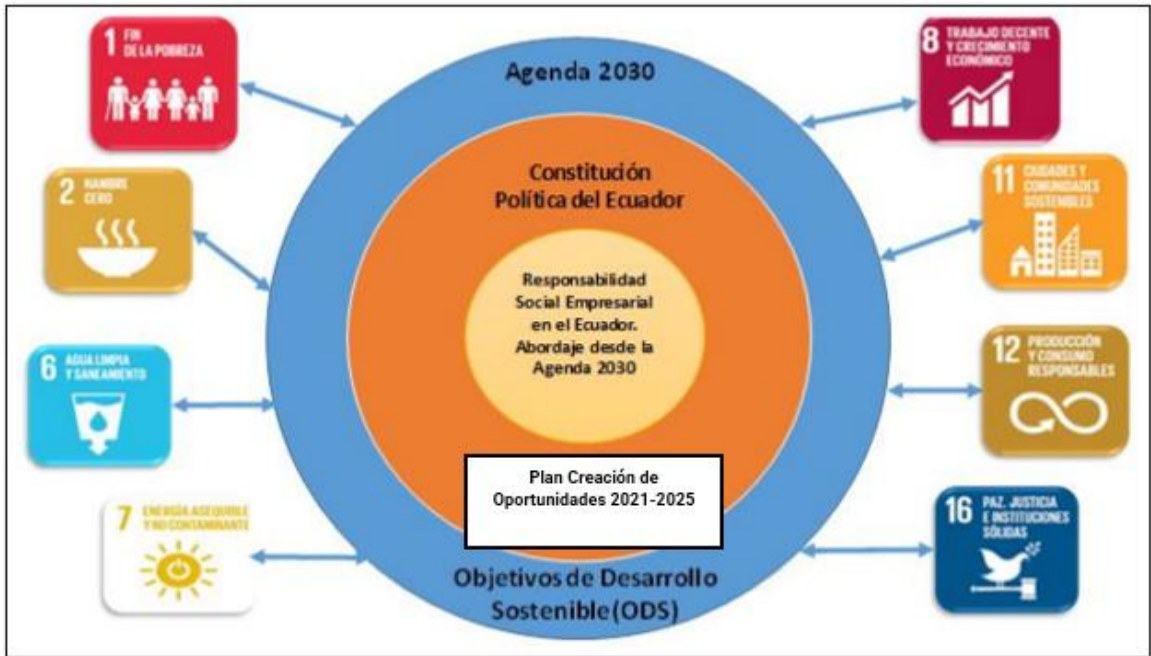 1 FIN
DE LA POBREZA
2 HAMBRE
CERO
6 AGUA LIMPIA
Y SANEAMIENTO
7 ENERGÍA ASEQUIBLE
Y NO CONTAMINANTE
Agenda 2030
Constitución
Política del Ecuador
Responsabilidad
Social Empresarial
en el Ecuador.
Abordaje desde la
Agenda 2030
Plan Creación de
Oportunidades 2021-2025
Objetivos de Desarrollo
Sostenible(ODS)
8 TRABAJO DECENTE
Y CRECIMIENTO
ECONÓMICO
11 CIUDADES Y
COMUNIDADES
SOSTENIBLES
12 PRODUCCIÓN
Y CONSUMO
RESPONSABLES
16 PAZ, JUSTICIA
E INSTITUCIONES
SÓLIDAS